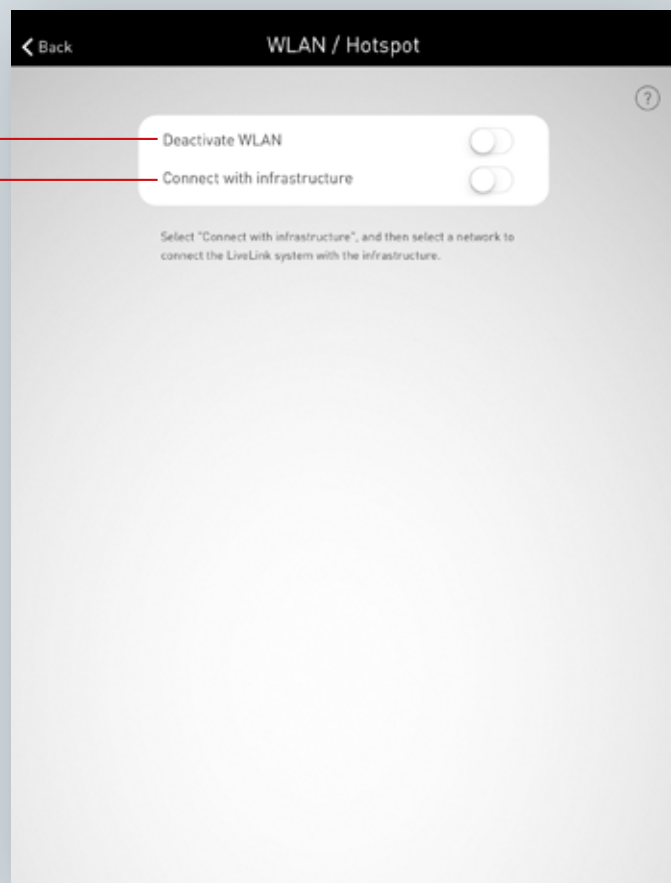 Back
WLAN / Hotspot
?
Deactivate WLAN
Connect with infrastructure
Select "Connect with infrastructure", and then select a network to
connect the LiveLink system with the infrastructure.